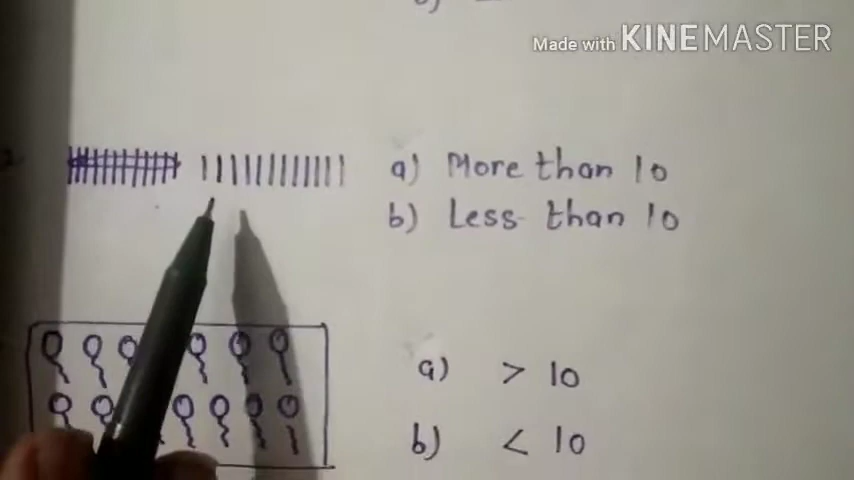 Made with KINEMASTER
a) More than 10
b) Less than 10
a) > 10
b) < 10